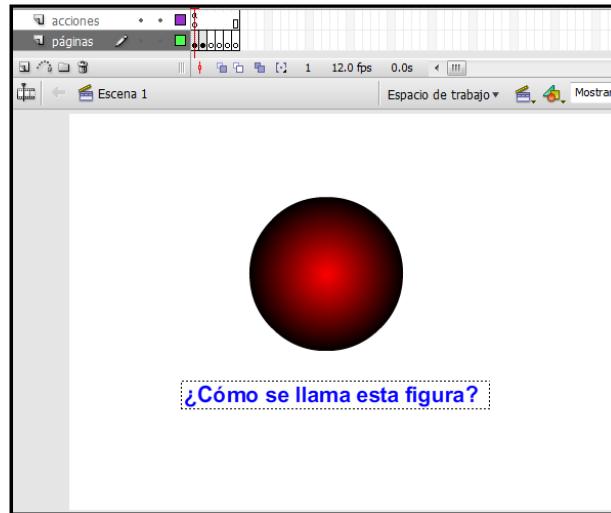 acciones
páginas
1 12.0 fps 0.0s
Escena 1
Espacio de trabajo
Mostrar
¿Cómo se llama esta figura?